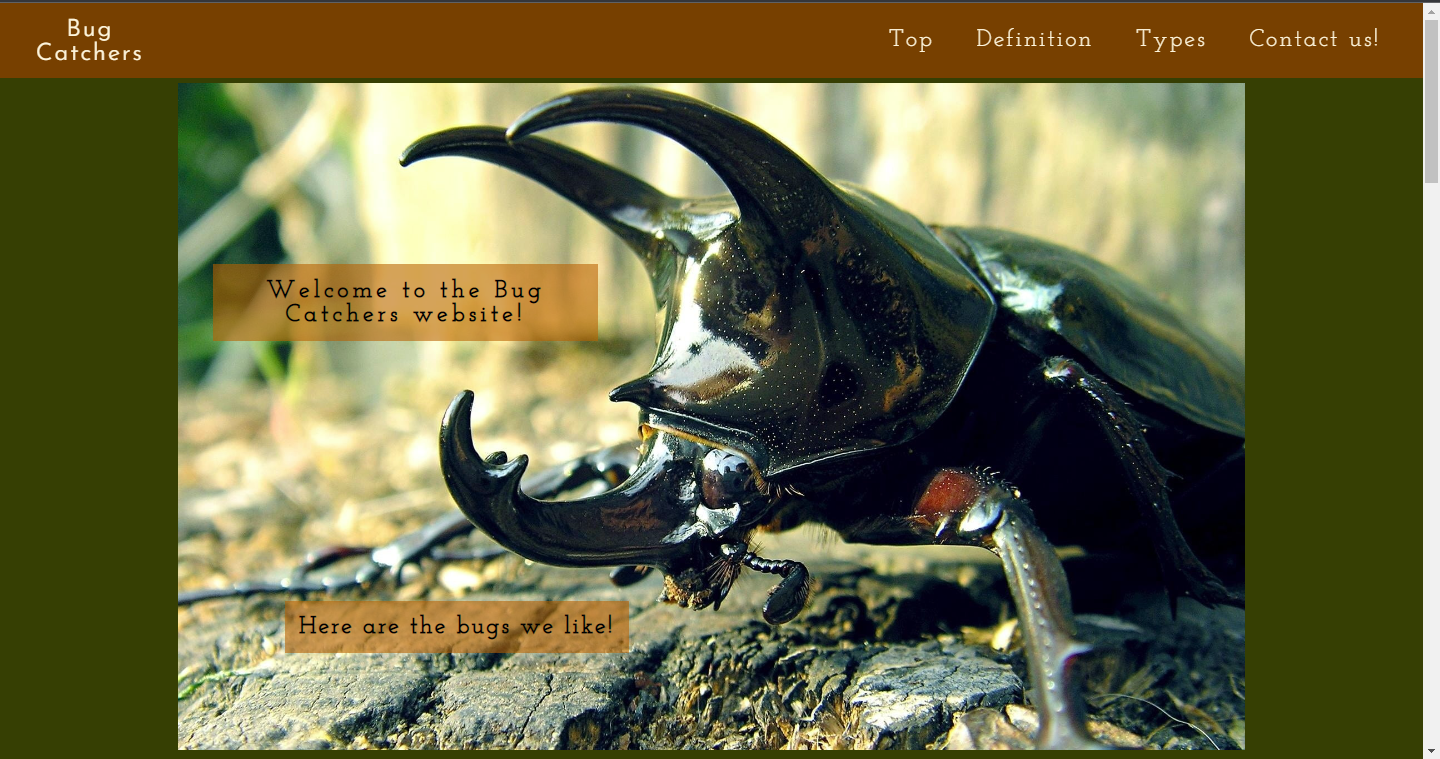 Bug
Catchers
Top
Definition
Types
Contact us!
Welcome to the Bug
Catchers website!
Here are the bugs we like!